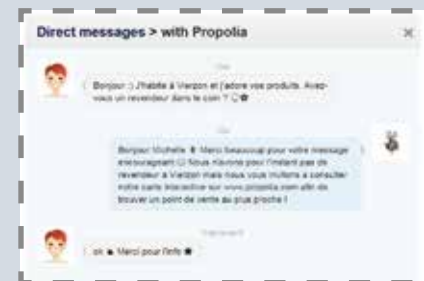 Direct messages > with Propolia
Bonjour :) J'habite à Vierzon et j'adore vos produits. Avez-
vous un revendeur dans le coin ?
Bonjour Michelle Merci beaucoup pour votre message
encourageant Nous n'avons pour l'instant pas de
revendeur à Vierzon mais nous vous invitons à consulter
notre carte interactive sur www.propolia.com afin de
trouver un point de vente au plus proche !
ok Merci pour l'info